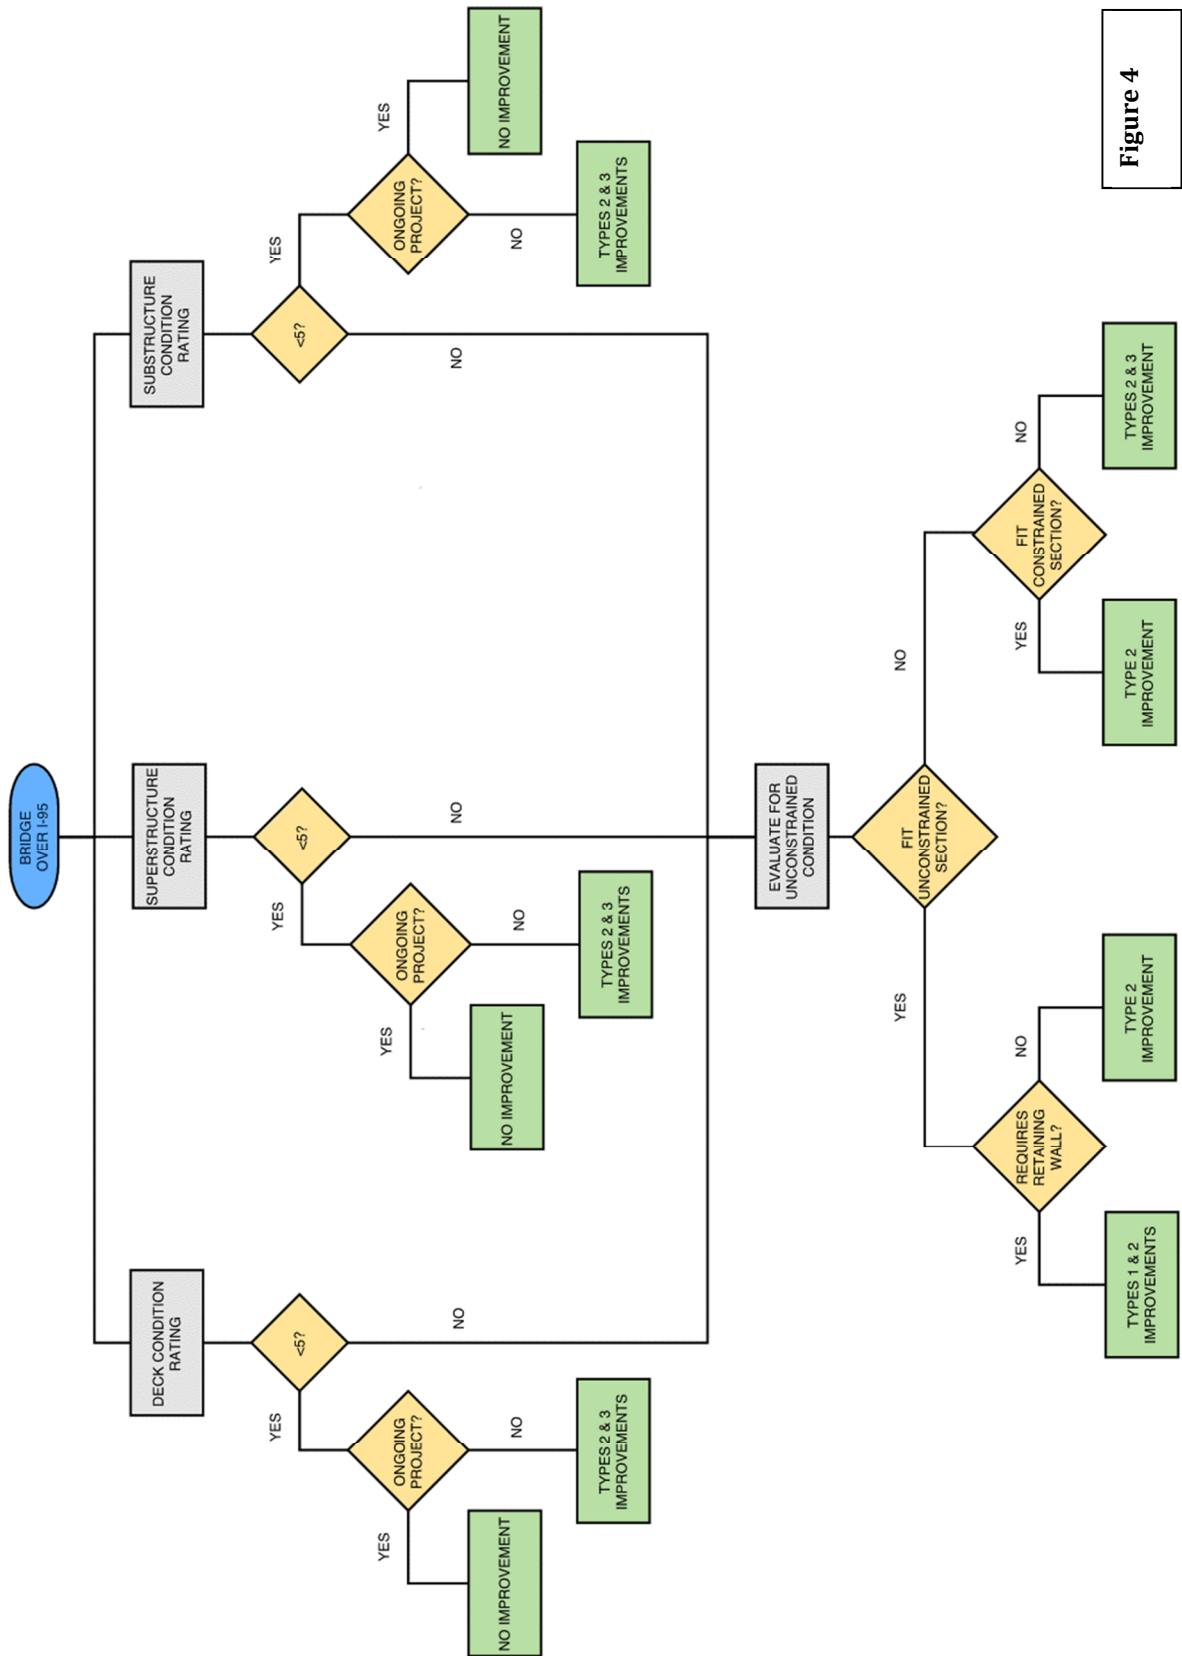 BRIDGE
OVER I-95
DECK CONDITION
RATING
SUPERSTRUCTURE
CONDITION
RATING
SUBSTRUCTURE
CONDITION
RATING
<5?
<5?
<5?
YES
YES
YES
ONGOING
PROJECT?
ONGOING
PROJECT?
ONGOING
PROJECT?
YES
NO
YES
NO
NO
YES
NO
NO
NO
NO IMPROVEMENT
NO IMPROVEMENT
NO IMPROVEMENT
TYPES 2 & 3
IMPROVEMENTS
TYPES 2 & 3
IMPROVEMENTS
TYPES 2 & 3
IMPROVEMENTS
EVALUATE FOR
UNCONSTRAINED
CONDITION
FIT
UNCONSTRAINED
SECTION?
YES
NO
REQUIRES
RETAINING
WALL?
FIT
CONSTRAINED
SECTION?
YES
NO
YES
NO
TYPES 1 & 2
IMPROVEMENTS
TYPE 2
IMPROVEMENT
TYPE 2
IMPROVEMENT
TYPES 2 & 3
IMPROVEMENT
Figure 4